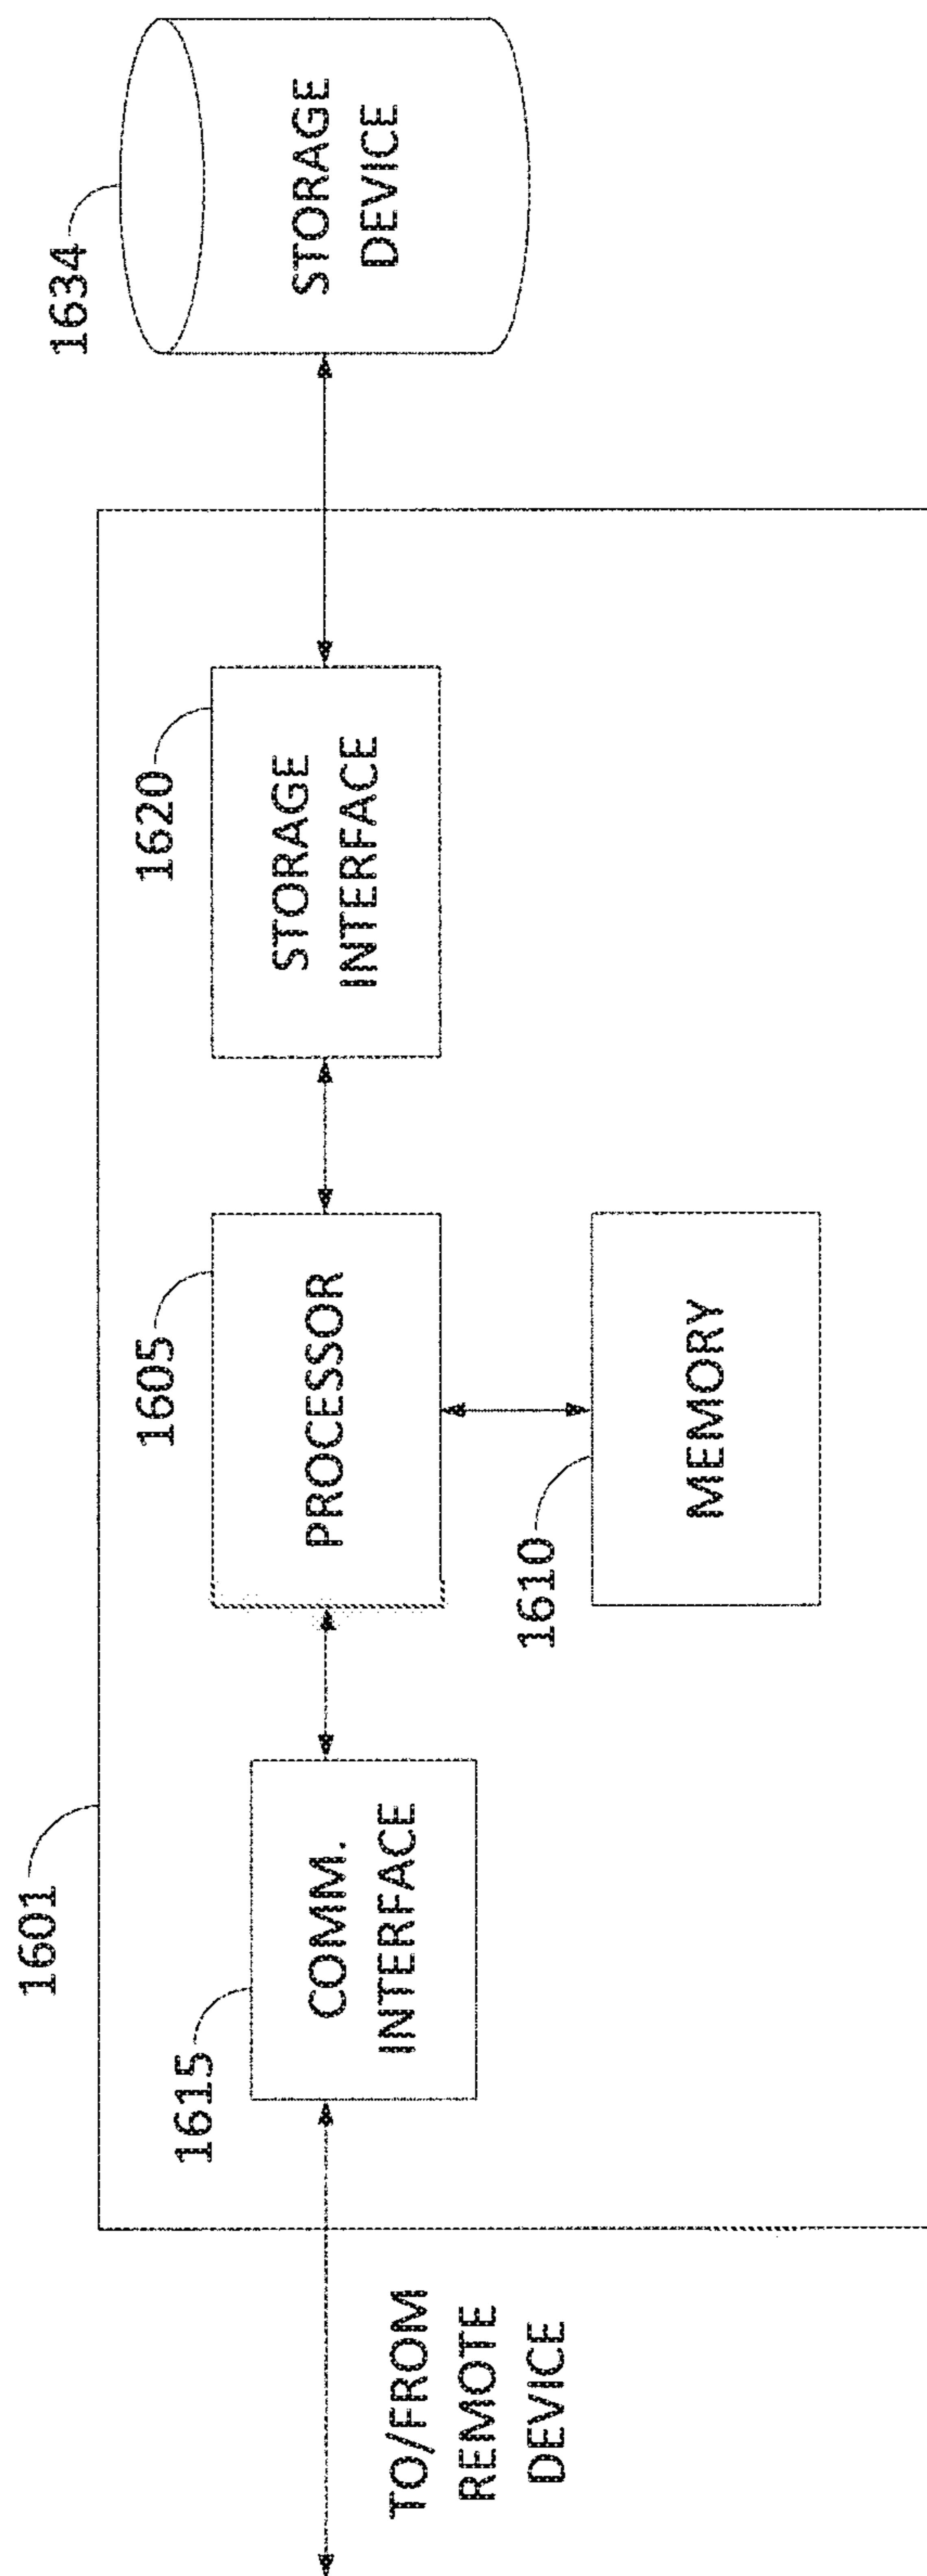 1601
1615
COMM.
INTERFACE
1605
PROCESSOR
1620
STORAGE
INTERFACE
1634
STORAGE
DEVICE
1610
MEMORY
TO/FROM
REMOTE
DEVICE